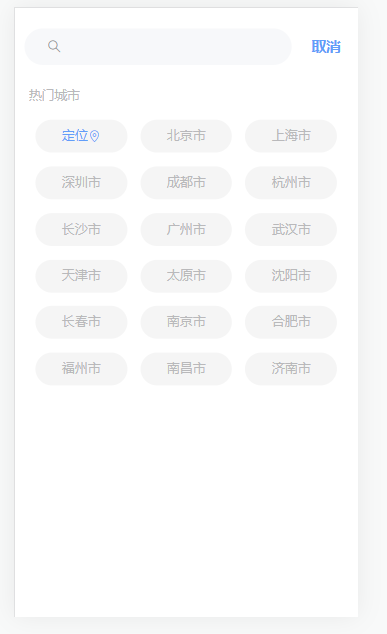 取消
热门城市
定位 北京市 上海市
深圳市 成都市 杭州市
长沙市 广州市 武汉市
天津市 太原市 沈阳市
长春市 南京市 合肥市
福州市 南昌市 济南市